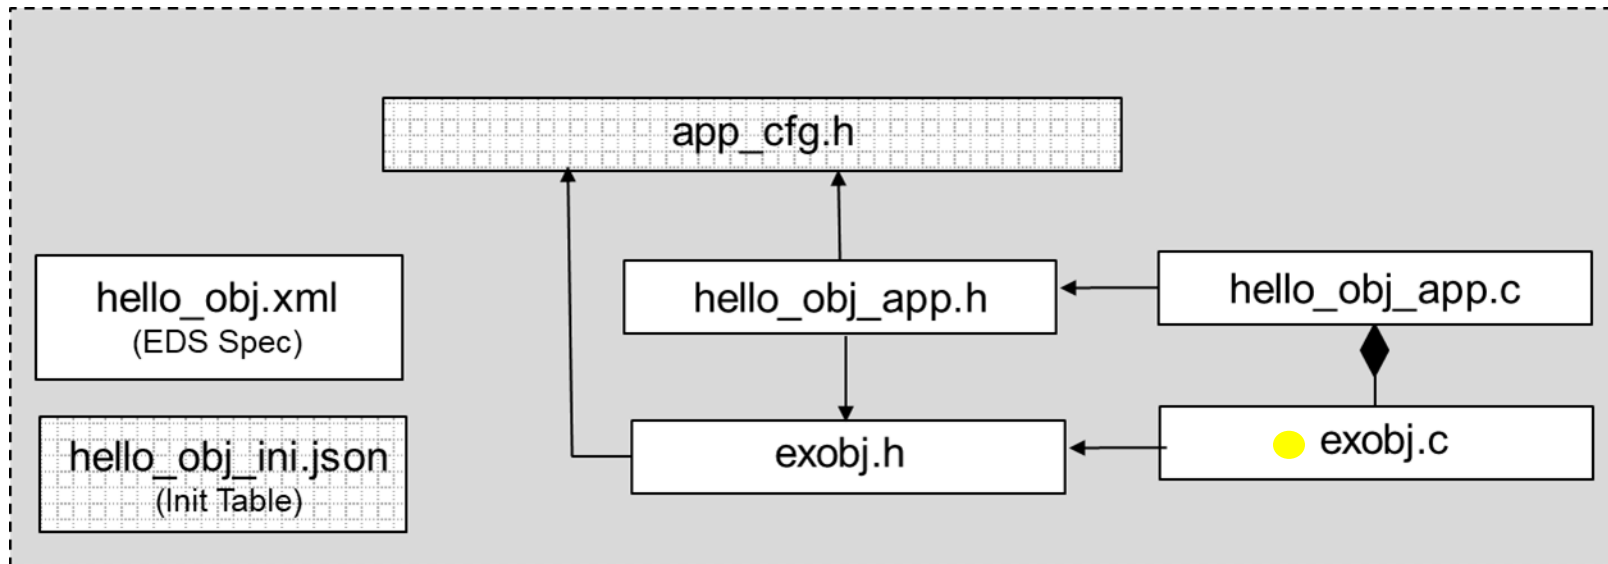 app_cfg.h
hello_obj.xml
(EDS Spec)
hello_obj_app.h
hello_obj_app.c
hello_obj_ini.json
(Init Table)
exobj.h
exobj.c